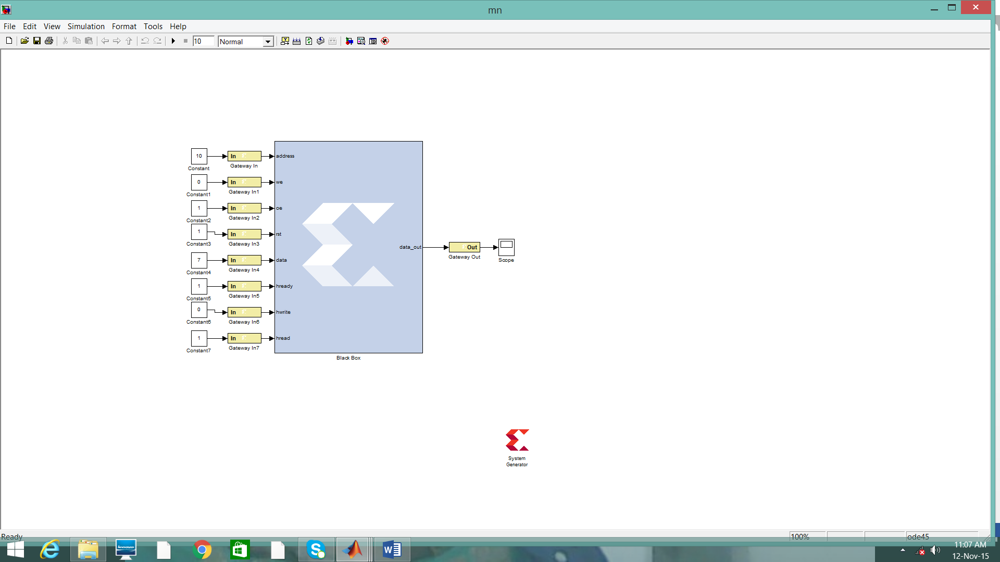 mn
File Edit View Simulation Format Tools Help
10 Normal
10 In address
Constant Gateway In
0 In we
Constant1 Gateway In1
1 In oe
Constant2 Gateway In2
1 In rst
Constant3 Gateway In3
data_out Out
Gateway Out Scope
7 In data
Constant4 Gateway In4
1 In hready
Constant5 Gateway In5
0 In hwrite
Constant6 Gateway In6
1 In hread
Constant7 Gateway In7
Black Box
System
Generator
Ready 100% ode45
lenovo
11:07 AM
12-Nov-15